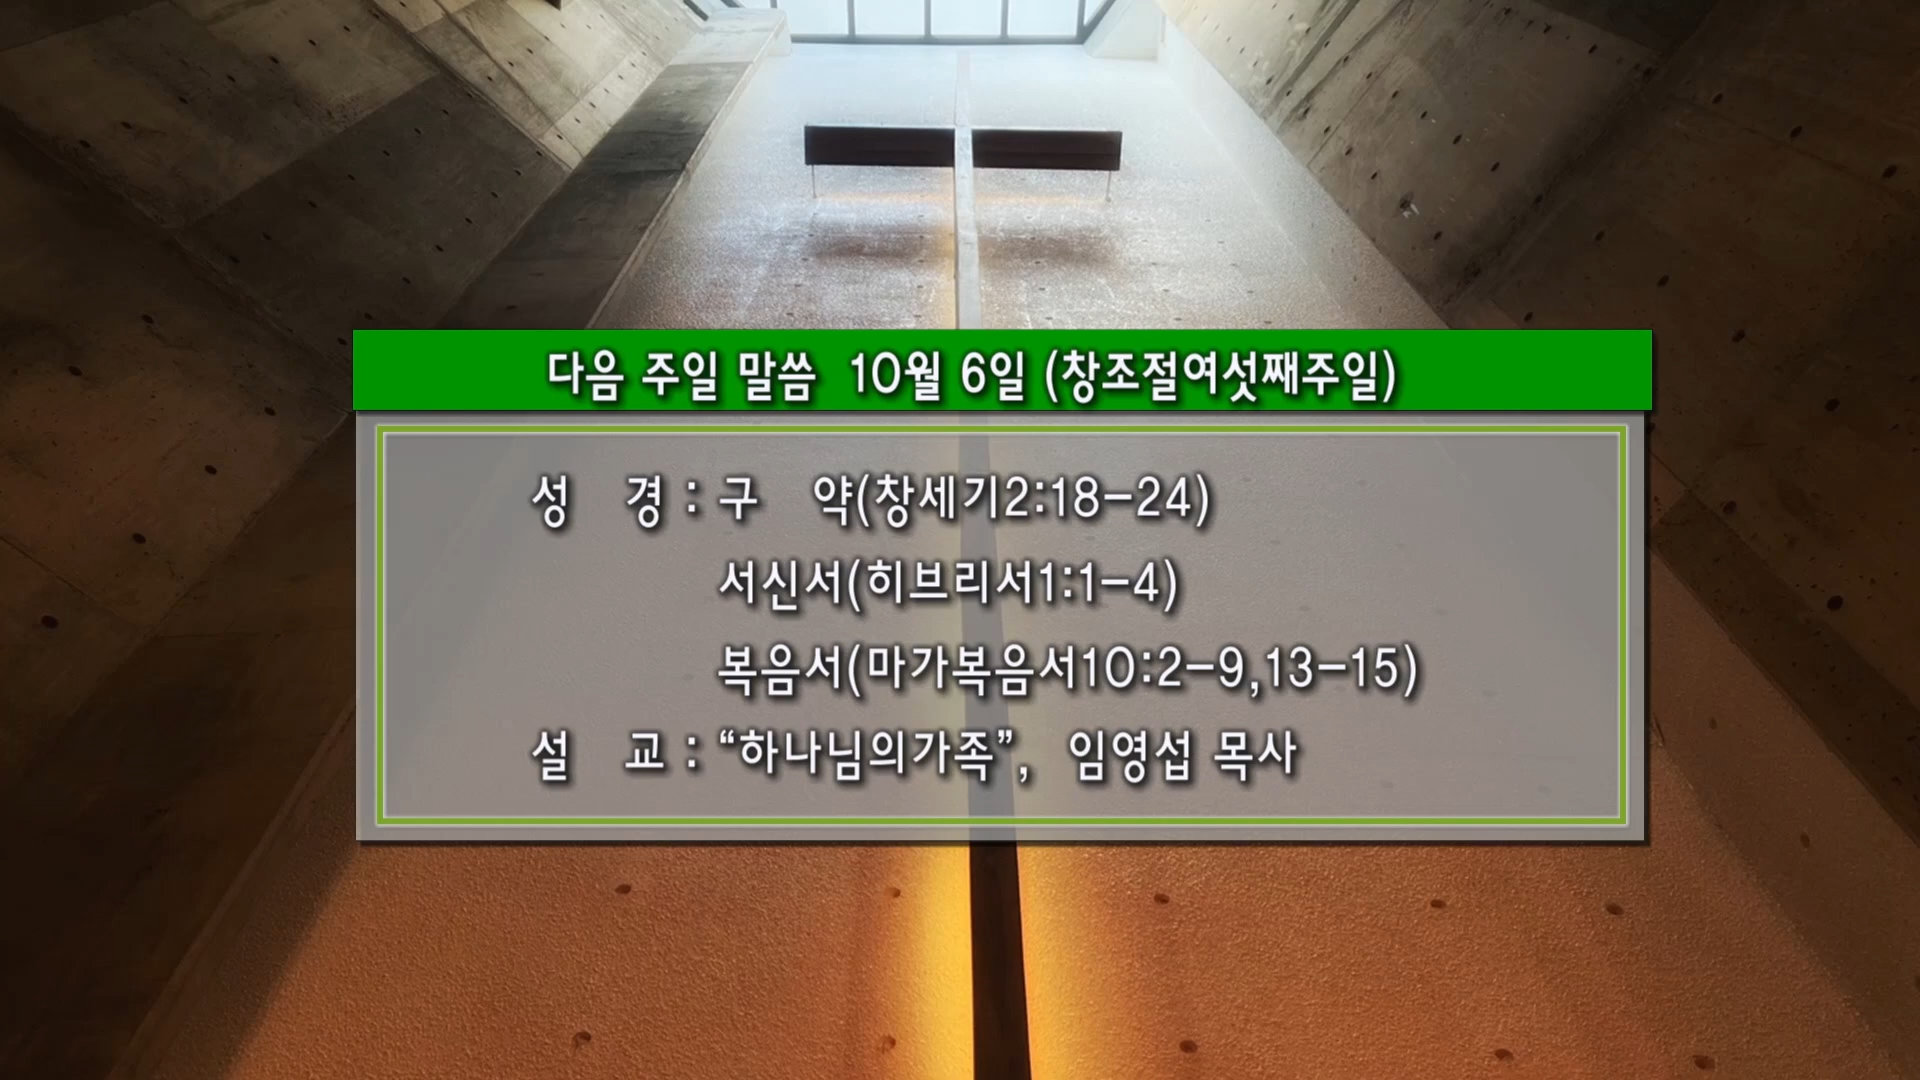 다음 주일 말씀  10월 6일 (창조절여섯째주일)
성   경 : 구   약(창세기2:18-24)
서신서(히브리서1:1-4)
복음서(마가복음서10:2-9,13-15)
설   교 : “하나님의가족”,  임영섭 목사